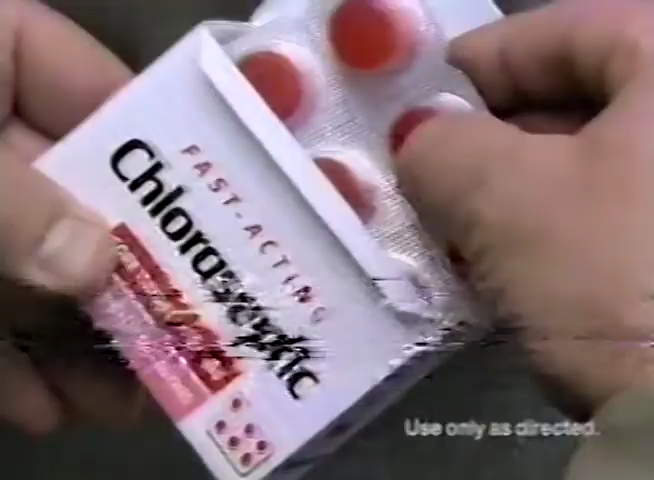 FAST-ACTING
Chloraseptic
Use only as directed.